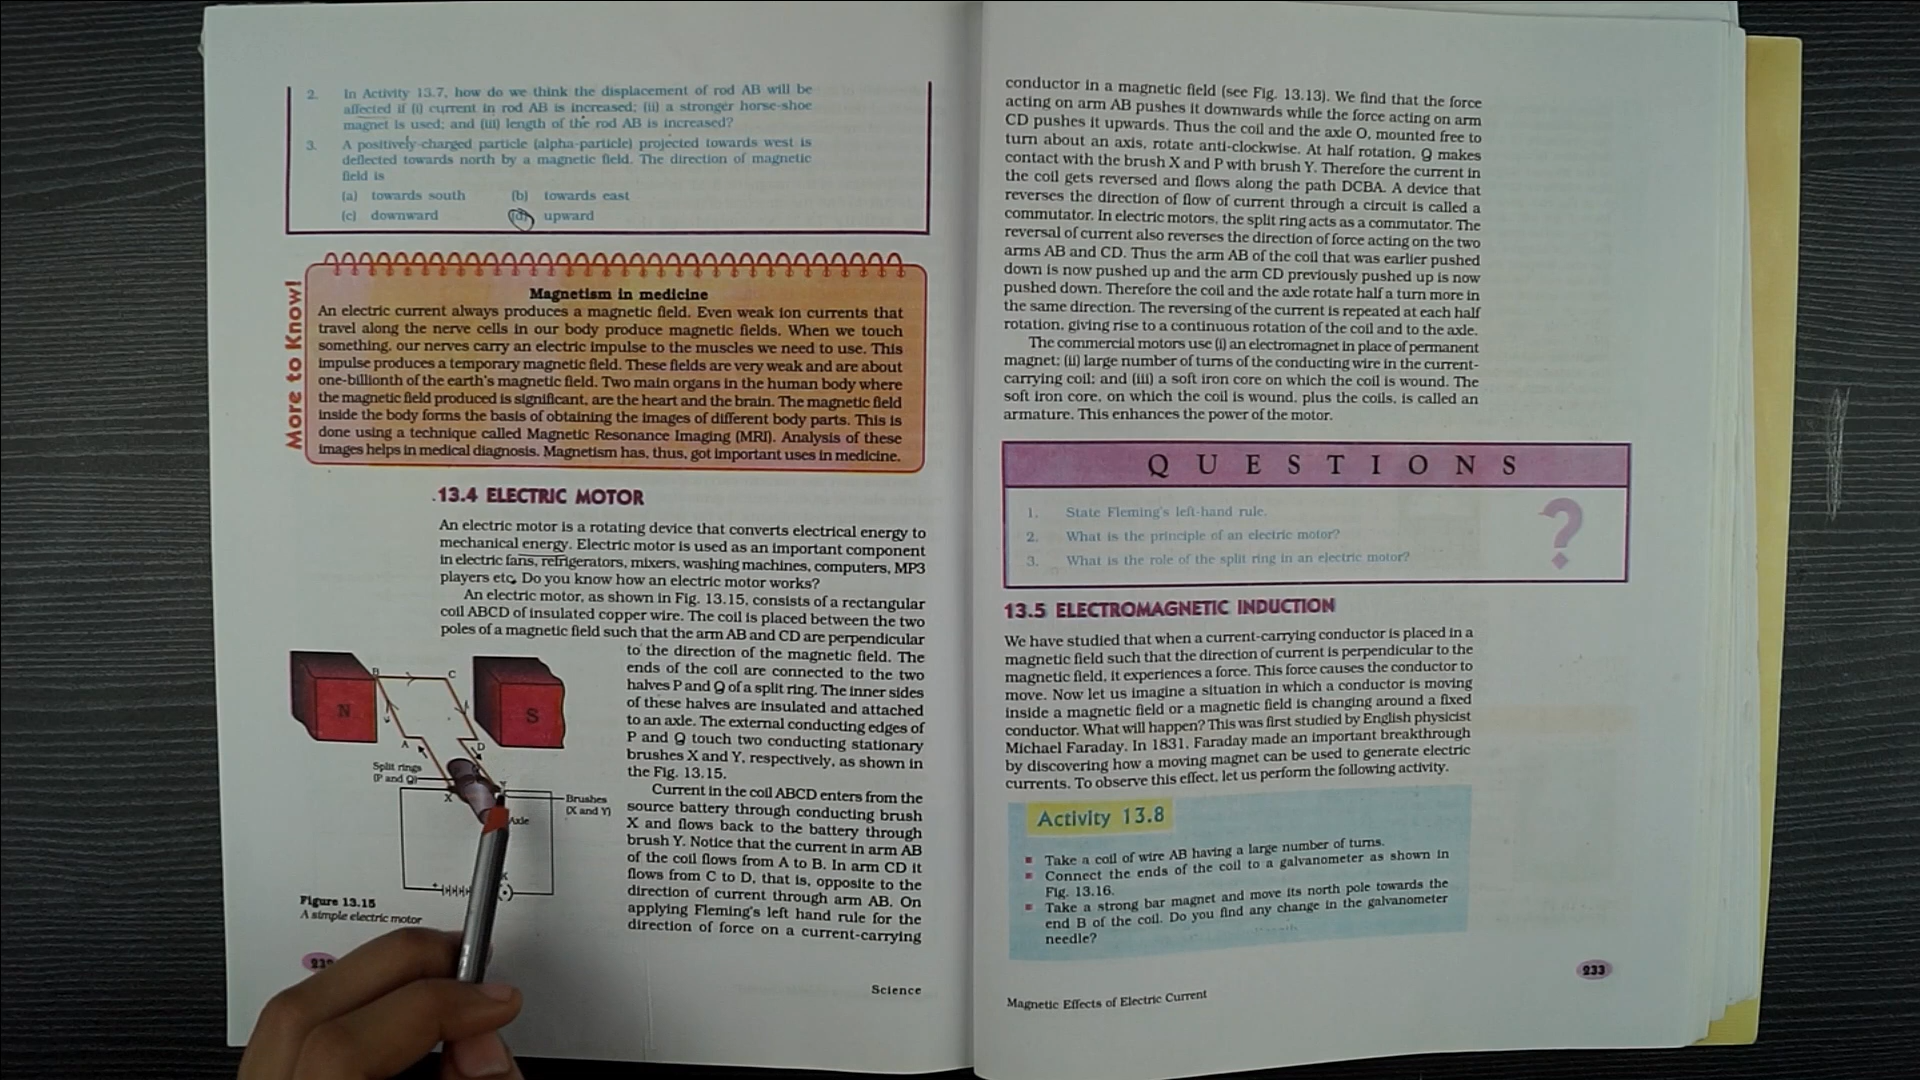 2. In Activity 13.7, how do we think the displacement of rod AB will be
affected if (i) current in rod AB is increased; (ii) a stronger horse-shoe
magnet is used; and (iii) length of the rod AB is increased?
3. A positively-charged particle (alpha-particle) projected towards west is
deflected towards north by a magnetic field. The direction of magnetic
field is
(a) towards south (b) towards east
(c) downward (d) upward
More to Know!
Magnetism in medicine
An electric current always produces a magnetic field. Even weak ion currents that
travel along the nerve cells in our body produce magnetic fields. When we touch
something, our nerves carry an electric impulse to the muscles we need to use. This
impulse produces a temporary magnetic field. These fields are very weak and are about
one-billionth of the earth's magnetic field. Two main organs in the human body where
the magnetic field produced is significant, are the heart and the brain. The magnetic field
inside the body forms the basis of obtaining the images of different body parts. This is
done using a technique called Magnetic Resonance Imaging (MRI). Analysis of these
images helps in medical diagnosis. Magnetism has, thus, got important uses in medicine.
13.4 ELECTRIC MOTOR
An electric motor is a rotating device that converts electrical energy to
mechanical energy. Electric motor is used as an important component
in electric fans, refrigerators, mixers, washing machines, computers, MP3
players etc. Do you know how an electric motor works?
An electric motor, as shown in Fig. 13.15, consists of a rectangular
coil ABCD of insulated copper wire. The coil is placed between the two
poles of a magnetic field such that the arm AB and CD are perpendicular
to the direction of the magnetic field. The
ends of the coil are connected to the two
halves P and Q of a split ring. The inner sides
of these halves are insulated and attached
to an axle. The external conducting edges of
P and Q touch two conducting stationary
brushes X and Y, respectively, as shown in
the Fig. 13.15.
Current in the coil ABCD enters from the
source battery through conducting brush
X and flows back to the battery through
brush Y. Notice that the current in arm AB
of the coil flows from A to B. In arm CD it
flows from C to D, that is, opposite to the
direction of current through arm AB. On
applying Fleming's left hand rule for the
direction of force on a current-carrying
B
C
N
S
A
D
Split rings
(P and Q)
X
Brushes
(X and Y)
Axle
K
Figure 13.15
A simple electric motor
232
Science
conductor in a magnetic field (see Fig. 13.13). We find that the force
acting on arm AB pushes it downwards while the force acting on arm
CD pushes it upwards. Thus the coil and the axle O, mounted free to
turn about an axis, rotate anti-clockwise. At half rotation, Q makes
contact with the brush X and P with brush Y. Therefore the current in
the coil gets reversed and flows along the path DCBA. A device that
reverses the direction of flow of current through a circuit is called a
commutator. In electric motors, the split ring acts as a commutator. The
reversal of current also reverses the direction of force acting on the two
arms AB and CD. Thus the arm AB of the coil that was earlier pushed
down is now pushed up and the arm CD previously pushed up is now
pushed down. Therefore the coil and the axle rotate half a turn more in
the same direction. The reversing of the current is repeated at each half
rotation, giving rise to a continuous rotation of the coil and to the axle.
The commercial motors use (i) an electromagnet in place of permanent
magnet; (ii) large number of turns of the conducting wire in the current-
carrying coil; and (iii) a soft iron core on which the coil is wound. The
soft iron core, on which the coil is wound, plus the coils, is called an
armature. This enhances the power of the motor.
QUESTIONS
1. State Fleming's left-hand rule.
2. What is the principle of an electric motor?
3. What is the role of the split ring in an electric motor?
?
13.5 ELECTROMAGNETIC INDUCTION
We have studied that when a current-carrying conductor is placed in a
magnetic field such that the direction of current is perpendicular to the
magnetic field, it experiences a force. This force causes the conductor to
move. Now let us imagine a situation in which a conductor is moving
inside a magnetic field or a magnetic field is changing around a fixed
conductor. What will happen? This was first studied by English physicist
Michael Faraday. In 1831, Faraday made an important breakthrough
by discovering how a moving magnet can be used to generate electric
currents. To observe this effect, let us perform the following activity.
Activity 13.8
Take a coil of wire AB having a large number of turns.
Connect the ends of the coil to a galvanometer as shown in
Fig. 13.16.
Take a strong bar magnet and move its north pole towards the
end B of the coil. Do you find any change in the galvanometer
needle?
Magnetic Effects of Electric Current
233